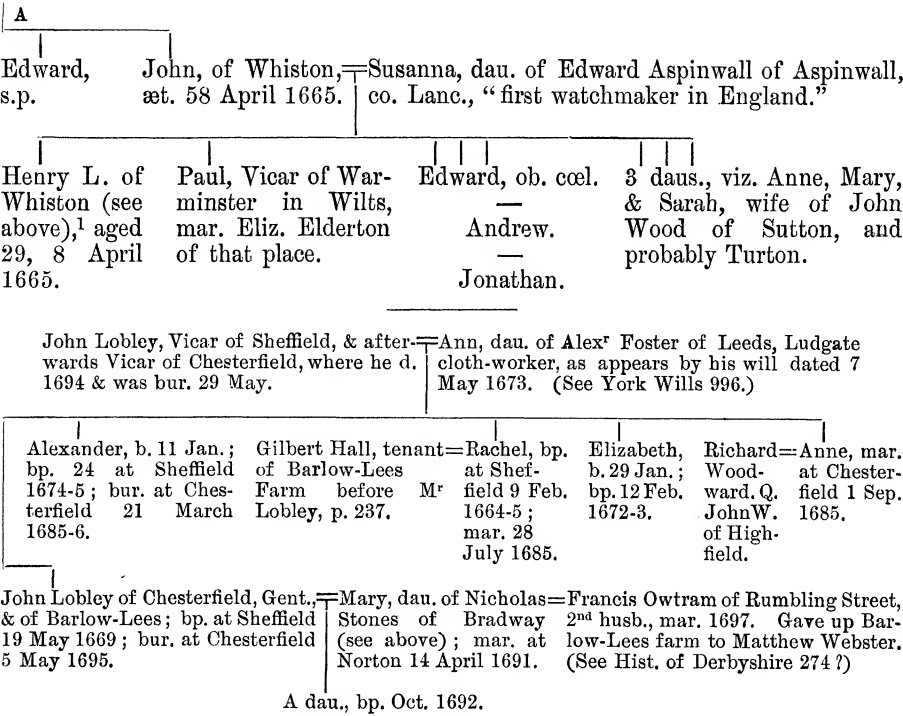 A
Edward,
s.p.
John, of Whiston,
æt. 58 April 1665.
Susanna, dau. of Edward Aspinwall of Aspinwall,
co. Lanc., “first watchmaker in England.”
Henry L. of
Whiston (see
above),¹ aged
29, 8 April
1665.
Paul, Vicar of War-
minster in Wilts,
mar. Eliz. Elderton
of that place.
Edward, ob. cœl.
—
Andrew.
—
Jonathan.
3 daus., viz. Anne, Mary,
& Sarah, wife of John
Wood of Sutton, and
probably Turton.
John Lobley, Vicar of Sheffield, & after-
wards Vicar of Chesterfield, where he d.
1694 & was bur. 29 May.
Ann, dau. of Alexʳ Foster of Leeds, Ludgate
cloth-worker, as appears by his will dated 7
May 1673. (See York Wills 996.)
Alexander, b. 11 Jan.;
bp. 24 at Sheffield
1674-5; bur. at Ches-
terfield 21 March
1685-6.
Gilbert Hall, tenant=
of Barlow-Lees
Farm before Mʳ
Lobley, p. 237.
Rachel, bp.
at Shef-
field 9 Feb.
1664-5;
mar. 28
July 1685.
Elizabeth,
b. 29 Jan.;
bp. 12 Feb.
1672-3.
Richard=
Wood-
ward. Q.
John W.
of High-
field.
Anne, mar.
at Chester-
field 1 Sep.
1685.
John Lobley of Chesterfield, Gent.,
& of Barlow-Lees; bp. at Sheffield
19 May 1669; bur. at Chesterfield
5 May 1695.
Mary, dau. of Nicholas=
Stones of Bradway
(see above); mar. at
Norton 14 April 1691.
Francis Owtram of Rumbling Street,
2ⁿᵈ husb., mar. 1697. Gave up Bar-
low-Lees farm to Matthew Webster.
(See Hist. of Derbyshire 274 ?)
A dau., bp. Oct. 1692.